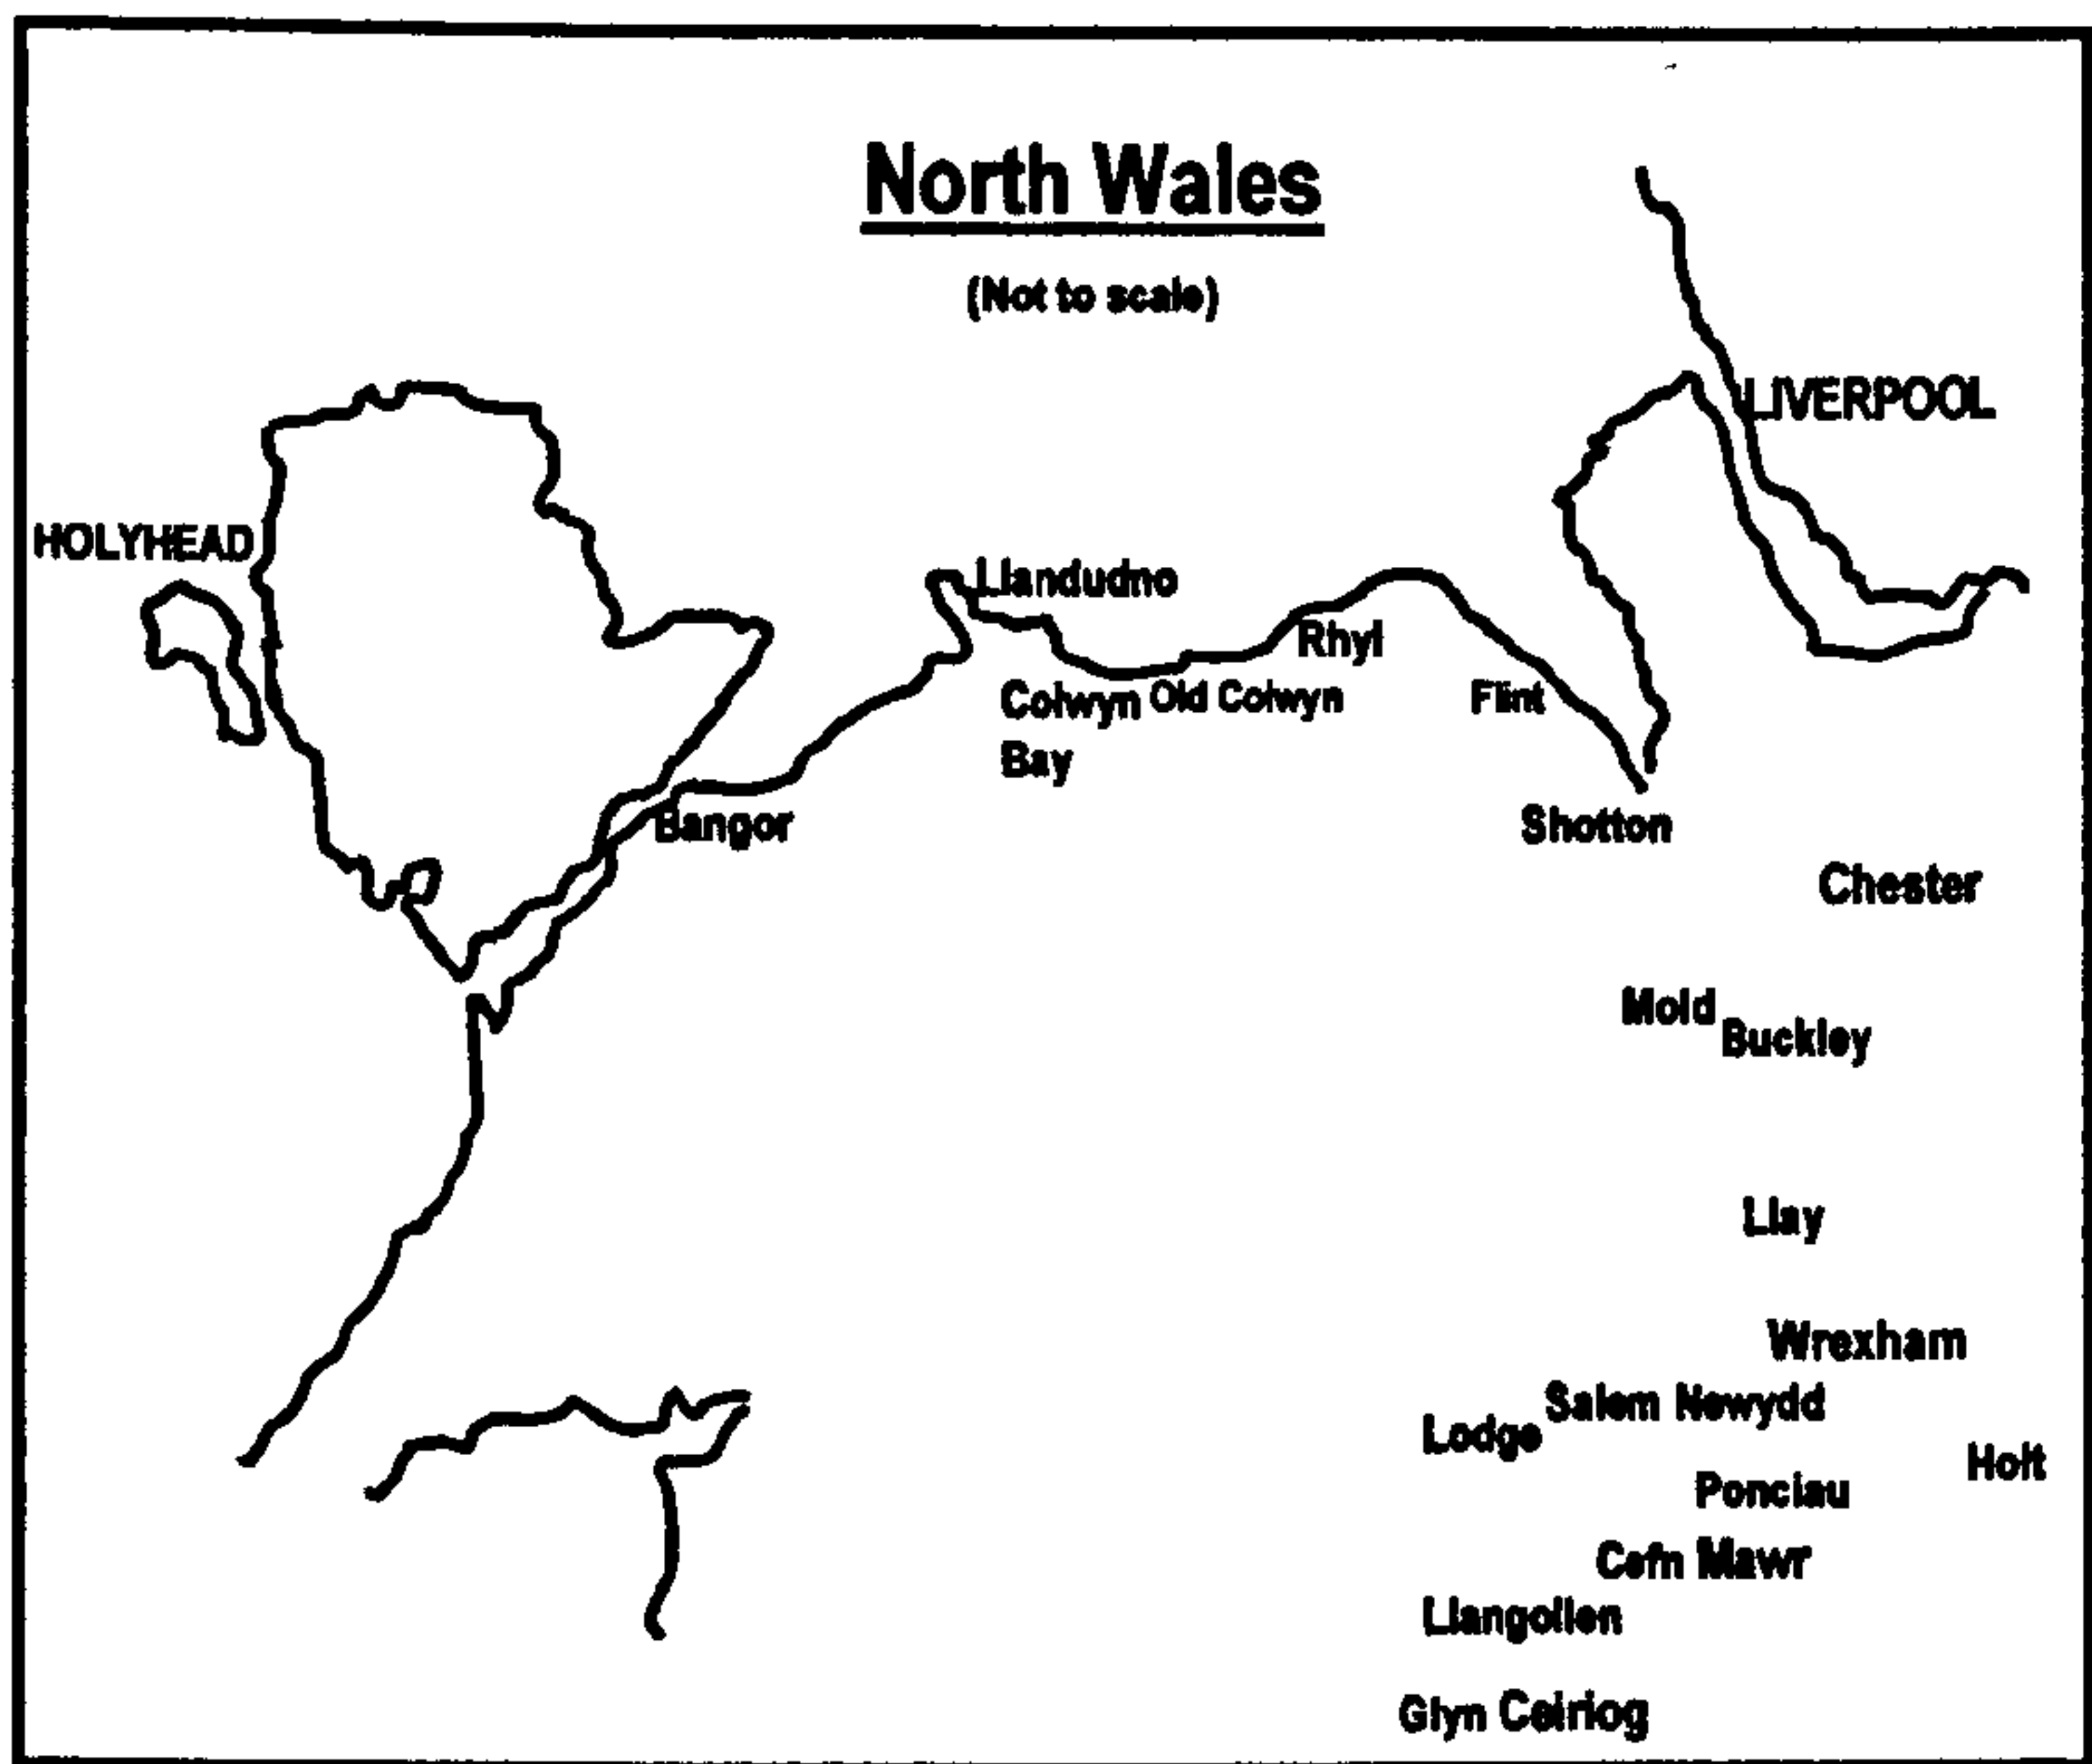 North Wales
(Not to scale)
LIVERPOOL
HOLYHEAD
Llandudno
Rhyl
Colwyn
Bay
Old Colwyn
Flint
Bangor
Shotton
Chester
Mold
Buckley
Llay
Wrexham
Salem Newydd
Lodge
Holt
Ponciau
Cefn Mawr
Llangollen
Glyn Ceiriog